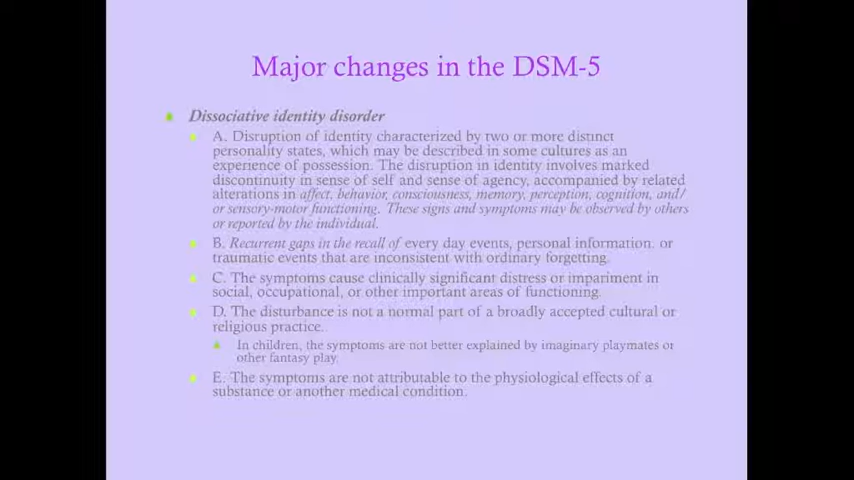 Major changes in the DSM-5
Dissociative identity disorder
A. Disruption of identity characterized by two or more distinct
personality states, which may be described in some cultures as an
experience of possession. The disruption in identity involves marked
discontinuity in sense of self and sense of agency, accompanied by related
alterations in affect, behavior, consciousness, memory, perception, cognition, and/
or sensory-motor functioning. These signs and symptoms may be observed by others
or reported by the individual.
B. Recurrent gaps in the recall of every day events, personal information. or
traumatic events that are inconsistent with ordinary forgetting.
C. The symptoms cause clinically significant distress or impariment in
social, occupational, or other important areas of functioning.
D. The disturbance is not a normal part of a broadly accepted cultural or
religious practice.
In children, the symptoms are not better explained by imaginary playmates or
other fantasy play.
E. The symptoms are not attributable to the physiological effects of a
substance or another medical condition.